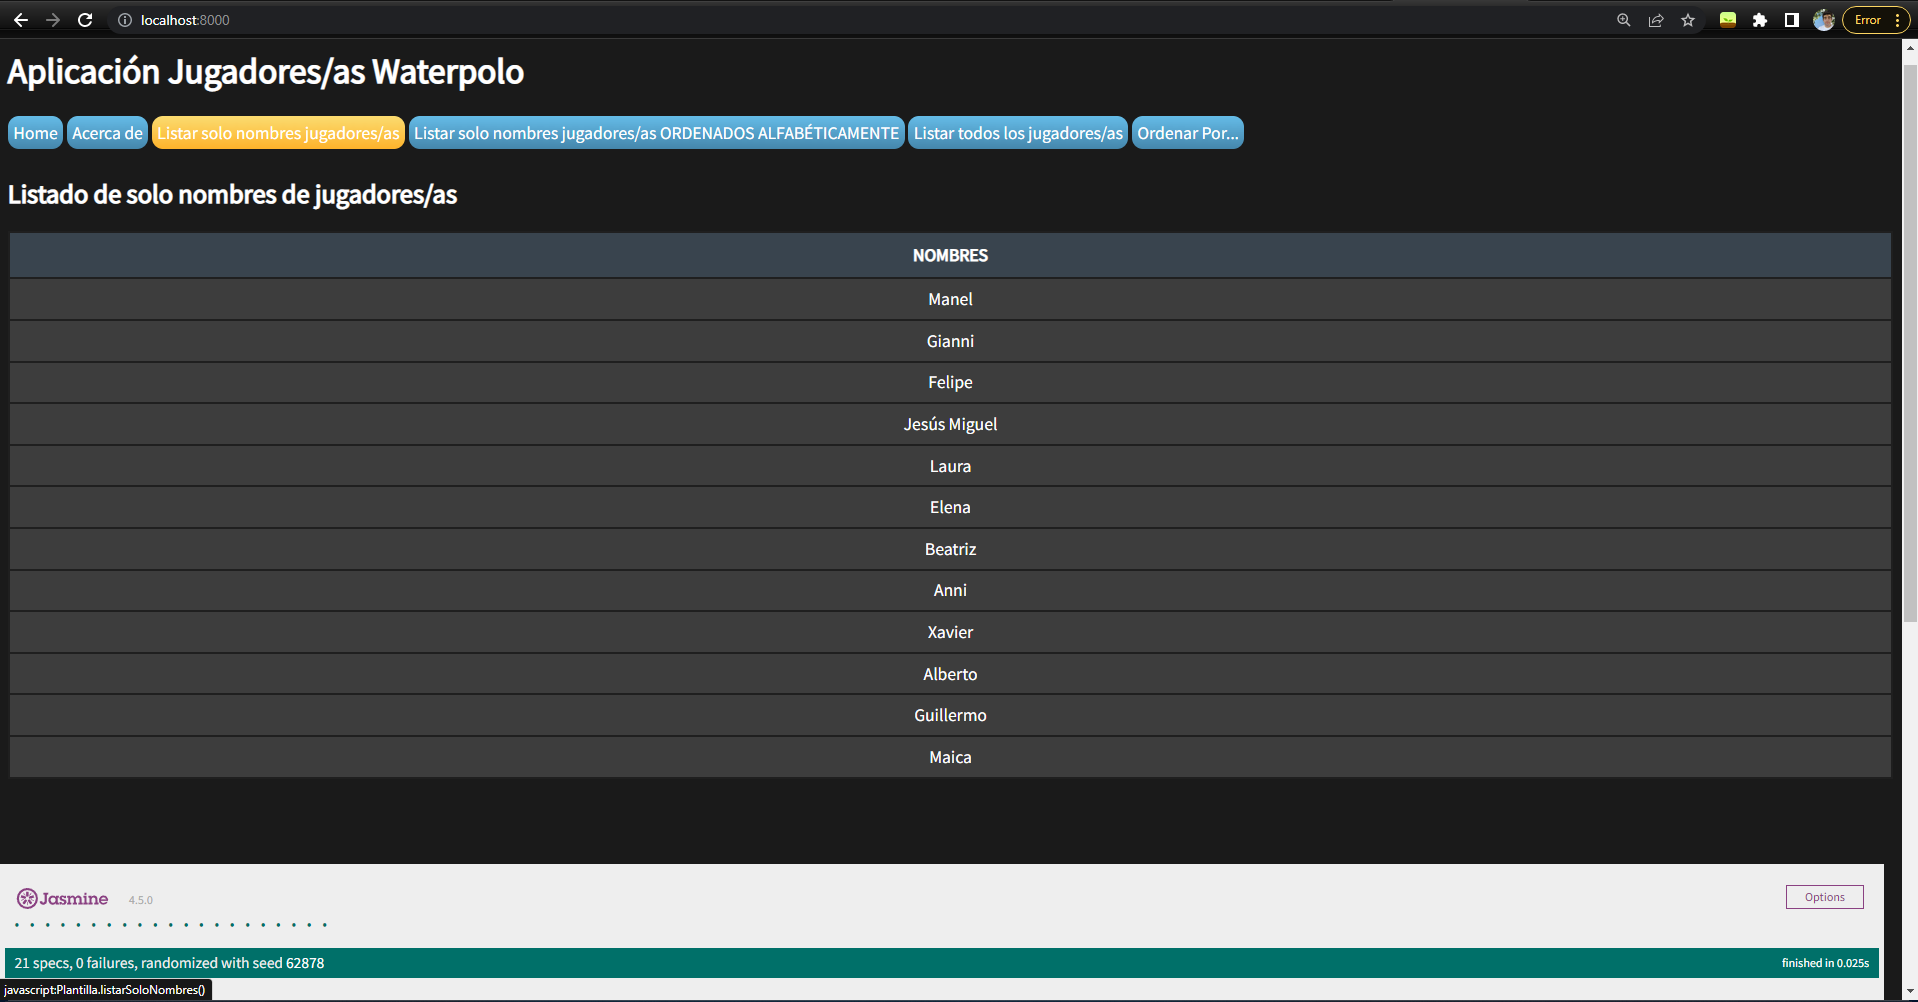 localhost:8000
Error
Aplicación Jugadores/as Waterpolo
Home Acerca de Listar solo nombres jugadores/as Listar solo nombres jugadores/as ORDENADOS ALFABÉTICAMENTE Listar todos los jugadores/as Ordenar Por...
Listado de solo nombres de jugadores/as
NOMBRES
Manel
Gianni
Felipe
Jesús Miguel
Laura
Elena
Beatriz
Anni
Xavier
Alberto
Guillermo
Maica
Jasmine 4.5.0
Options
21 specs, 0 failures, randomized with seed 62878
finished in 0.025s
javascript:Plantilla.listarSoloNombres()